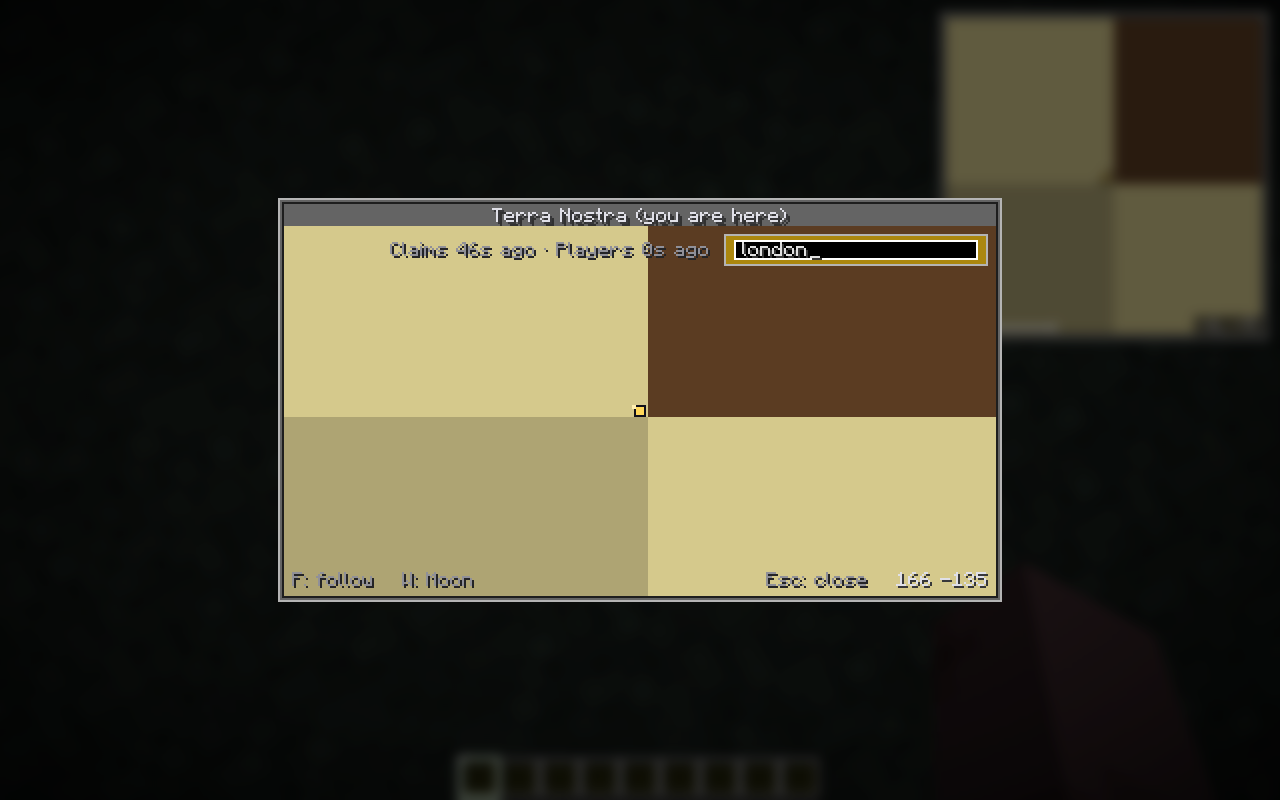 Terra Nostra (you are here)
Claims 46s ago · Players 0s ago
london_
F: follow W: Moon
Esc: close 166 -135